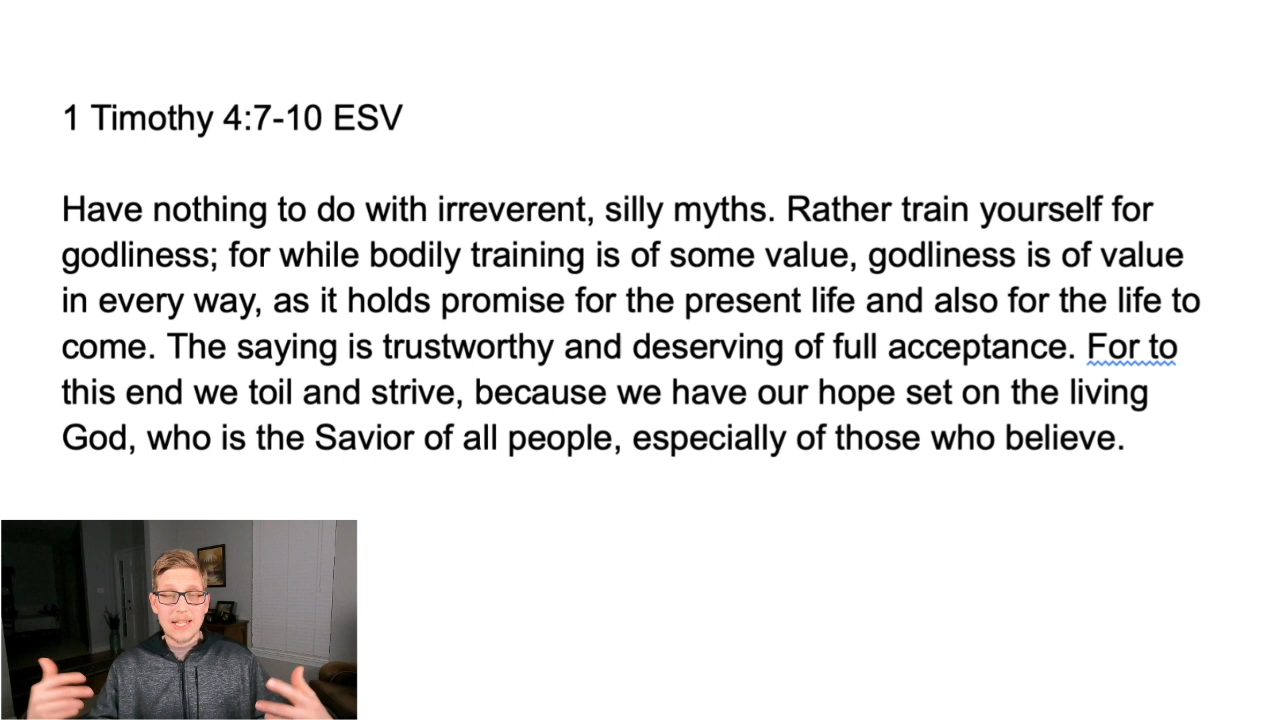 1 Timothy 4:7-10 ESV
Have nothing to do with irreverent, silly myths. Rather train yourself for
godliness; for while bodily training is of some value, godliness is of value
in every way, as it holds promise for the present life and also for the life to
come. The saying is trustworthy and deserving of full acceptance. For to
this end we toil and strive, because we have our hope set on the living
God, who is the Savior of all people, especially of those who believe.